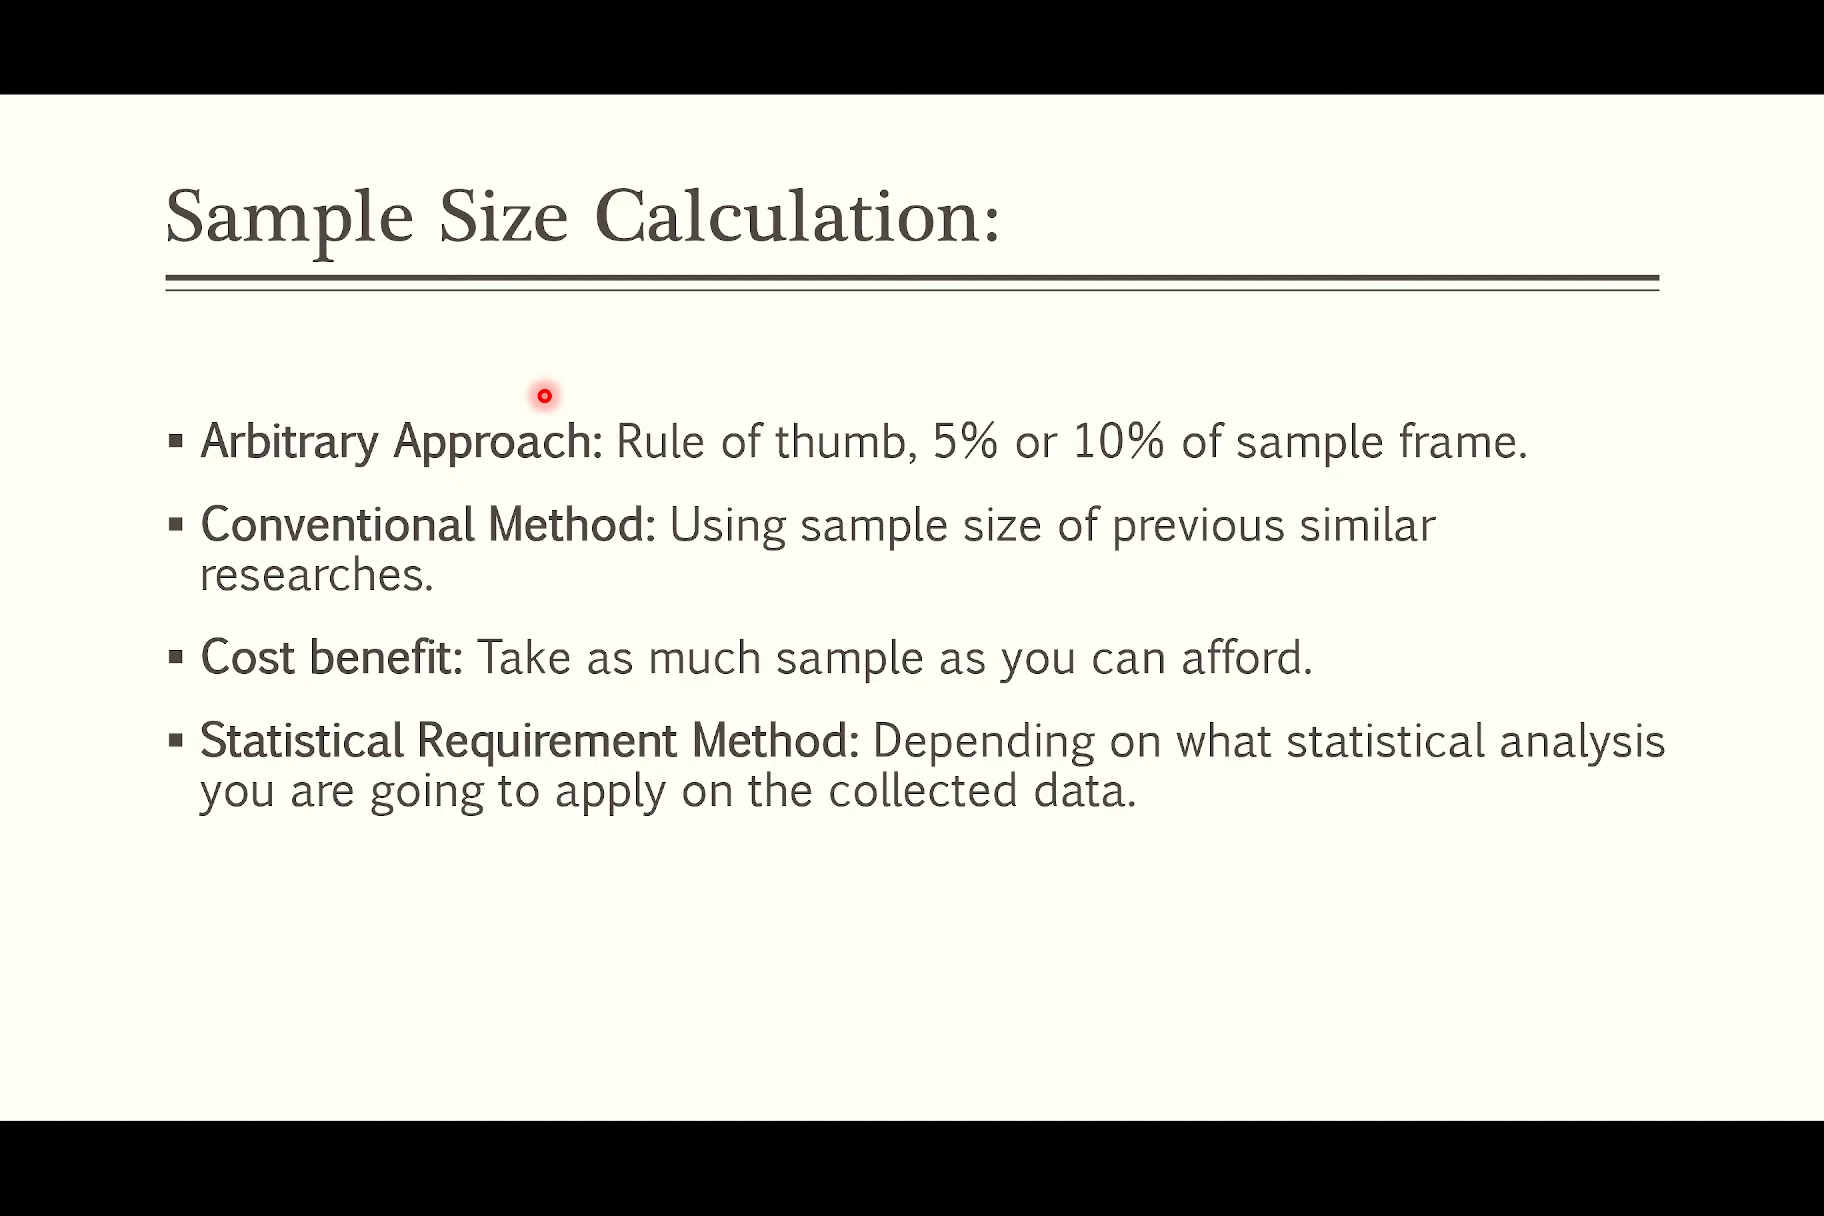 Sample Size Calculation:
▪ Arbitrary Approach: Rule of thumb, 5% or 10% of sample frame.
▪ Conventional Method: Using sample size of previous similar
researches.
▪ Cost benefit: Take as much sample as you can afford.
▪ Statistical Requirement Method: Depending on what statistical analysis
you are going to apply on the collected data.